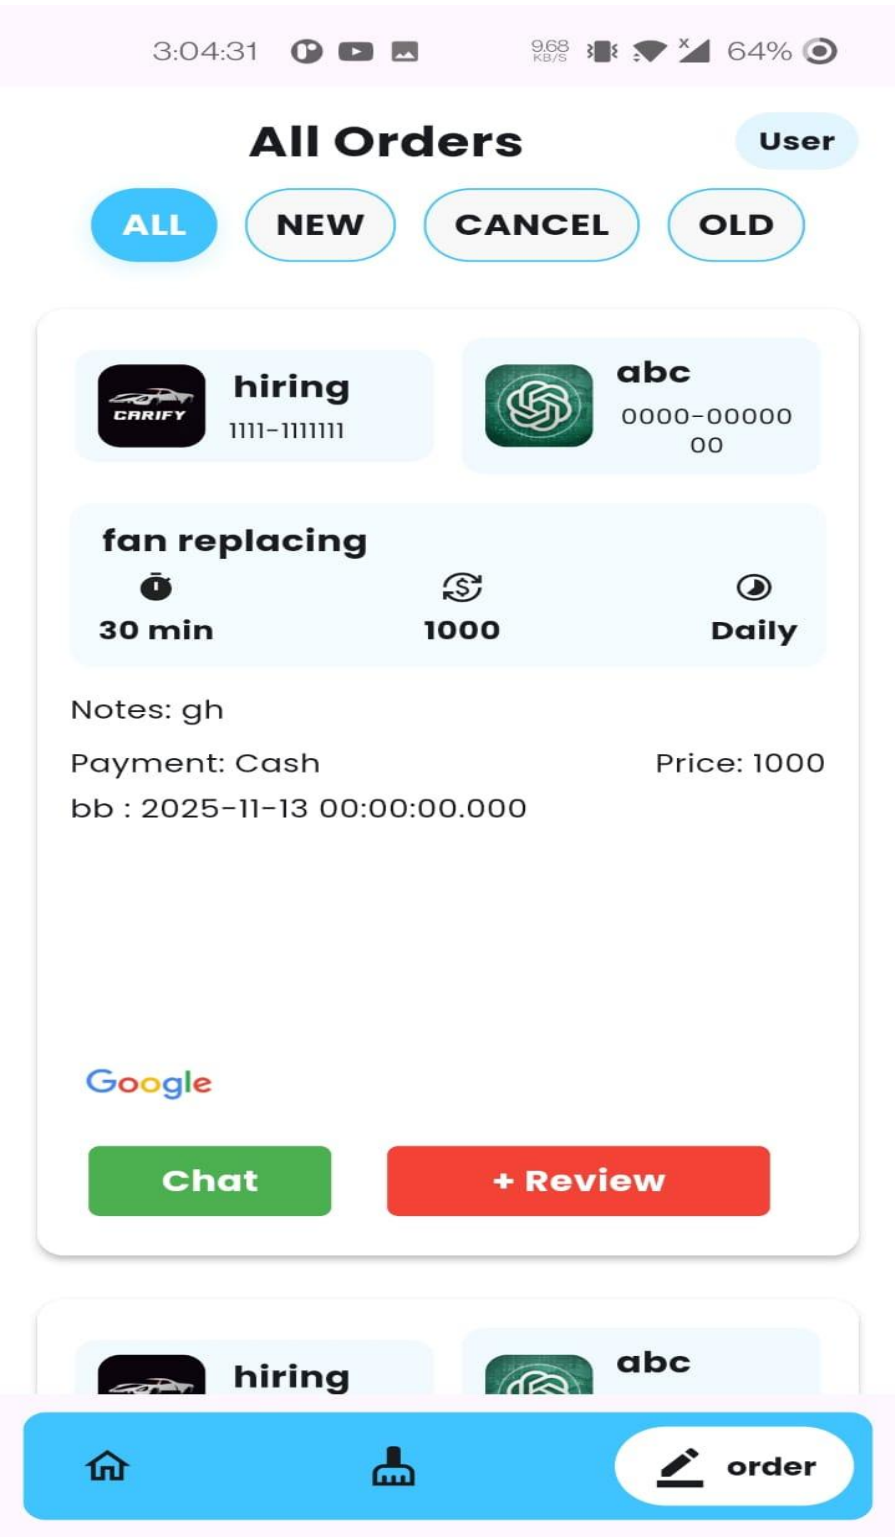 3:04:31 9.68 KB/S 64%
All Orders User
ALL NEW CANCEL OLD
CARIFY
hiring
1111-1111111
abc
0000-00000
00
fan replacing
30 min 1000 Daily
Notes: gh
Payment: Cash Price: 1000
bb : 2025-11-13 00:00:00.000
Google
Chat + Review
hiring abc
order